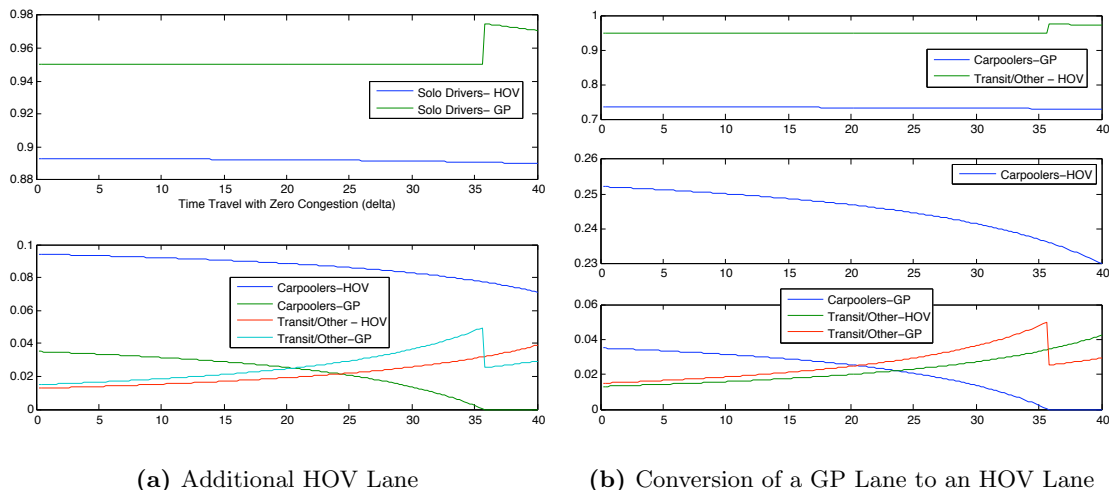 0.98
0.96
0.94
0.92
0.9
0.88
Solo Drivers- HOV
Solo Drivers- GP
0 5 10 15 20 25 30 35 40
Time Travel with Zero Congestion (delta)
0.1
0.08
0.06
0.04
0.02
0
Carpoolers-HOV
Carpoolers-GP
Transit/Other - HOV
Transit/Other-GP
0 5 10 15 20 25 30 35 40
(a) Additional HOV Lane
1
0.9
0.8
0.7
Carpoolers-GP
Transit/Other - HOV
0 5 10 15 20 25 30 35 40
0.26
0.25
0.24
0.23
Carpoolers-HOV
0 5 10 15 20 25 30 35 40
0.06
0.04
0.02
0
Carpoolers-GP
Transit/Other-HOV
Transit/Other-GP
0 5 10 15 20 25 30 35 40
(b) Conversion of a GP Lane to an HOV Lane